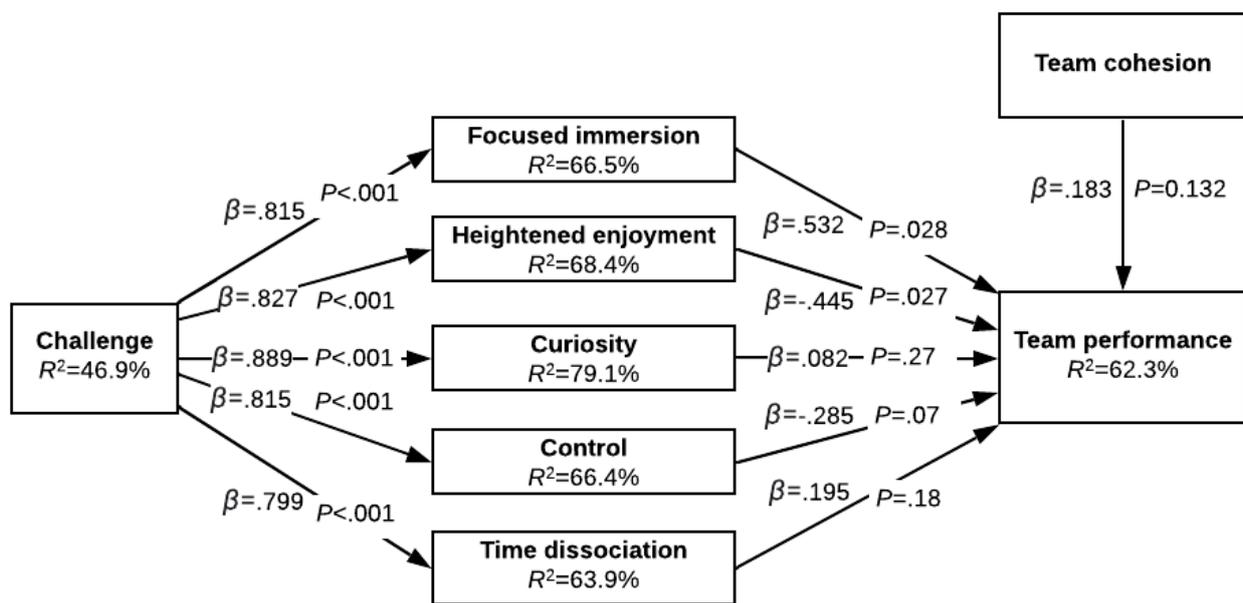 Team cohesion
Focused immersion
R²=66.5%
β=.815
P<.001
β=.183
P=0.132
Heightened enjoyment
R²=68.4%
β=.532
P=.028
β=.827
P<.001
β=-.445
P=.027
Challenge
R²=46.9%
β=.889
P<.001
Curiosity
R²=79.1%
β=.082
P=.27
Team performance
R²=62.3%
β=.815
P<.001
β=-.285
P=.07
Control
R²=66.4%
β=.799
P<.001
β=.195
P=.18
Time dissociation
R²=63.9%